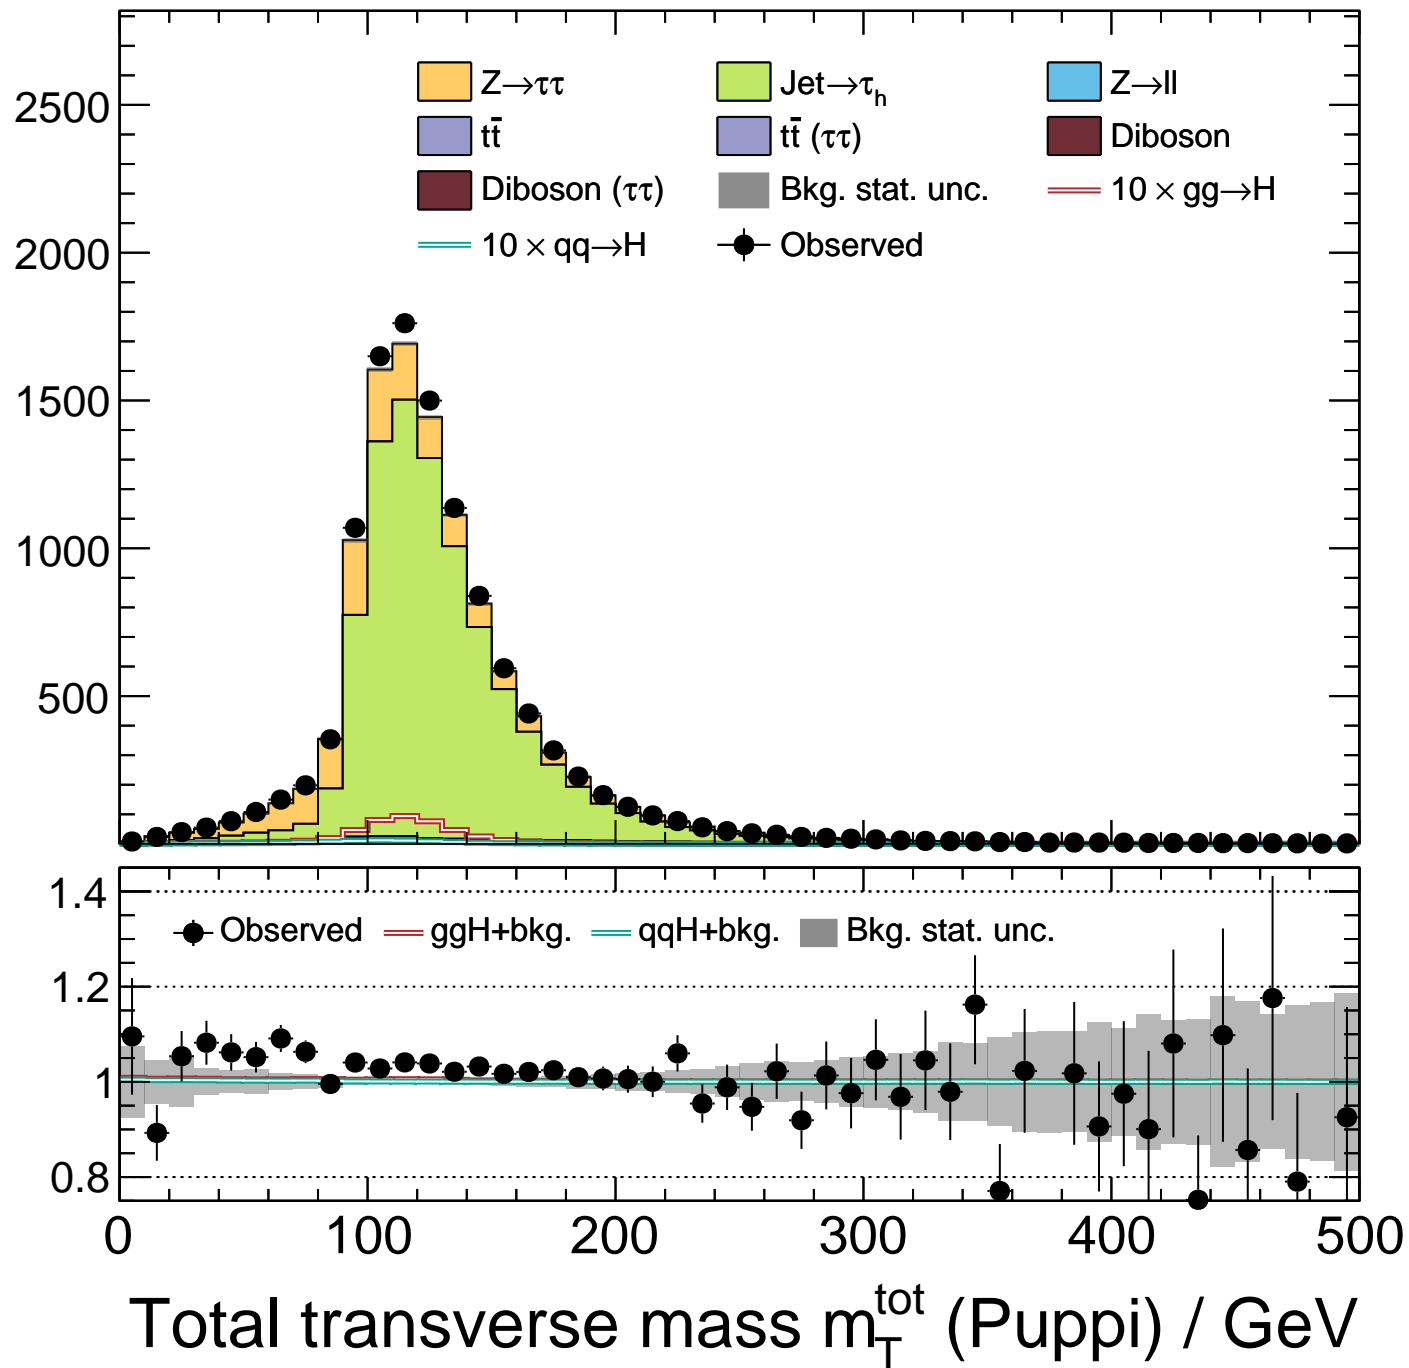 2500
2000
1500
1000
500
Z→ττ Jet→τh Z→ll
tt̄ tt̄ (ττ) Diboson
Diboson (ττ) Bkg. stat. unc. 10 × gg→H
10 × qq→H Observed
1.4
1.2
1
0.8
Observed ggH+bkg. qqH+bkg. Bkg. stat. unc.
0 100 200 300 400 500
Total transverse mass m_T^tot (Puppi) / GeV